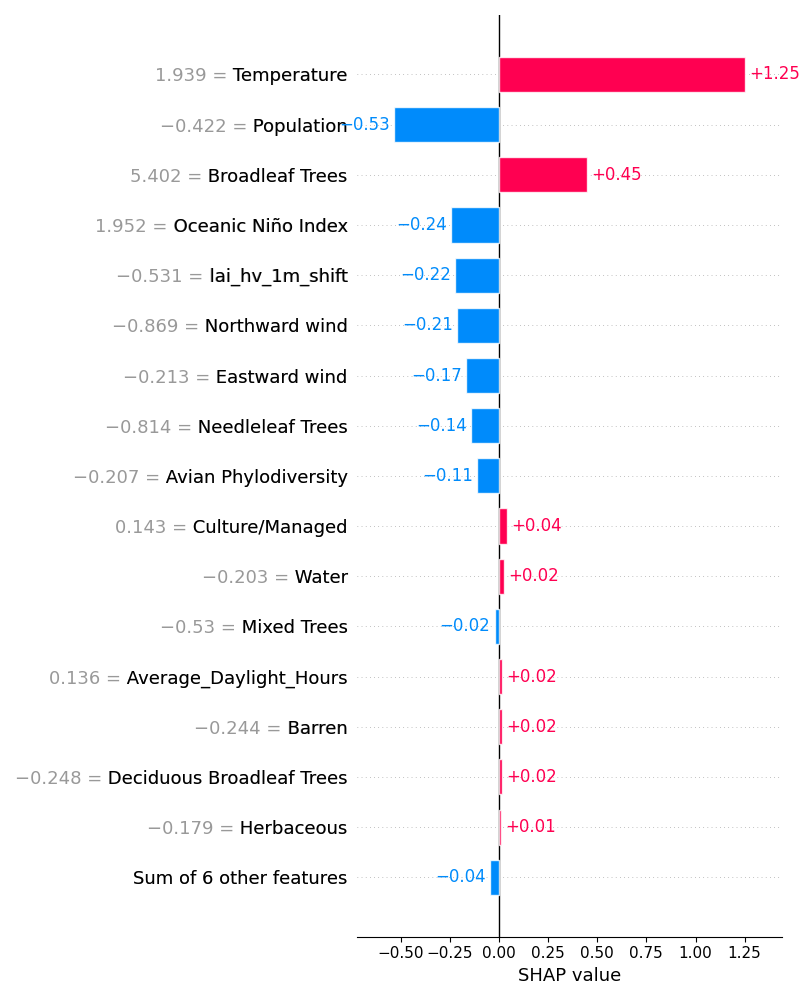 1.939 = Temperature +1.25
−0.422 = Population −0.53
5.402 = Broadleaf Trees +0.45
1.952 = Oceanic Niño Index −0.24
−0.531 = lai_hv_1m_shift −0.22
−0.869 = Northward wind −0.21
−0.213 = Eastward wind −0.17
−0.814 = Needleleaf Trees −0.14
−0.207 = Avian Phylodiversity −0.11
0.143 = Culture/Managed +0.04
−0.203 = Water +0.02
−0.53 = Mixed Trees −0.02
0.136 = Average_Daylight_Hours +0.02
−0.244 = Barren +0.02
−0.248 = Deciduous Broadleaf Trees +0.02
−0.179 = Herbaceous +0.01
Sum of 6 other features −0.04
−0.50 −0.25 0.00 0.25 0.50 0.75 1.00 1.25
SHAP value